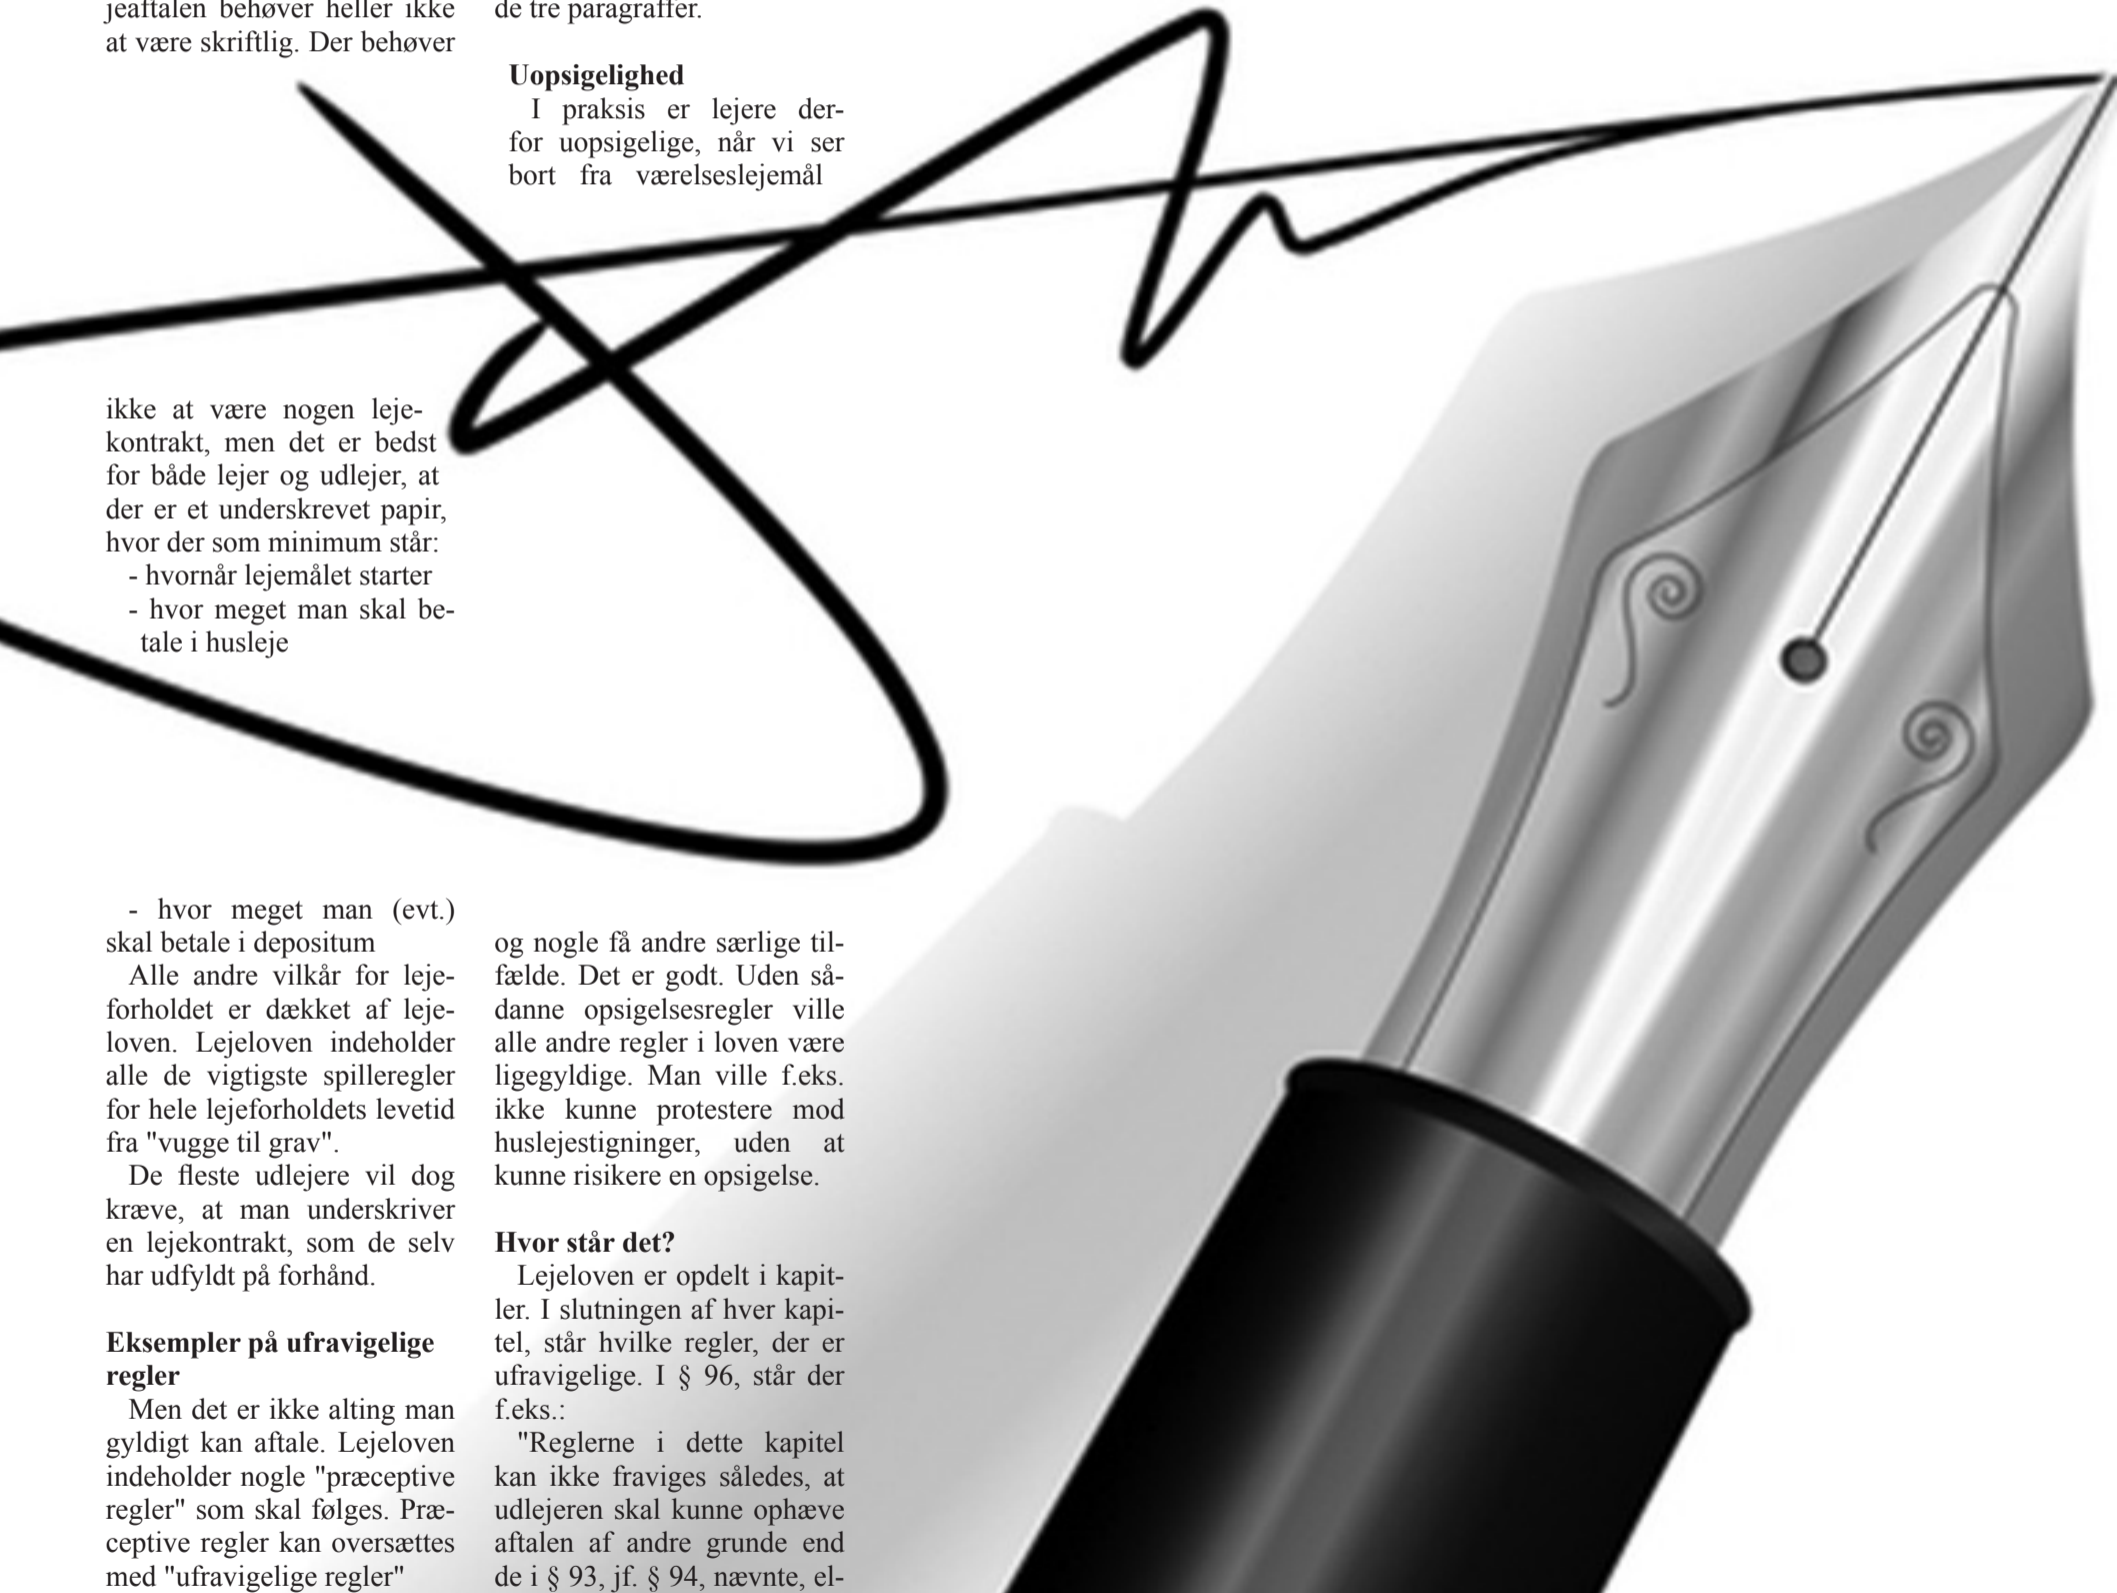 jeaftalen behøver heller ikke
at være skriftlig. Der behøver
ikke at være nogen leje-
kontrakt, men det er bedst
for både lejer og udlejer, at
der er et underskrevet papir,
hvor der som minimum står:
- hvornår lejemålet starter
- hvor meget man skal be-
tale i husleje
- hvor meget man (evt.)
skal betale i depositum
Alle andre vilkår for leje-
forholdet er dækket af leje-
loven. Lejeloven indeholder
alle de vigtigste spilleregler
for hele lejeforholdets levetid
fra "vugge til grav".
De fleste udlejere vil dog
kræve, at man underskriver
en lejekontrakt, som de selv
har udfyldt på forhånd.
Eksempler på ufravigelige
regler
Men det er ikke alting man
gyldigt kan aftale. Lejeloven
indeholder nogle "præceptive
regler" som skal følges. Præ-
ceptive regler kan oversættes
med "ufravigelige regler"
de tre paragraffer.
Uopsigelighed
I praksis er lejere der-
for uopsigelige, når vi ser
bort fra værelseslejemål
og nogle få andre særlige til-
fælde. Det er godt. Uden så-
danne opsigelsesregler ville
alle andre regler i loven være
ligegyldige. Man ville f.eks.
ikke kunne protestere mod
huslejestigninger, uden at
kunne risikere en opsigelse.
Hvor står det?
Lejeloven er opdelt i kapit-
ler. I slutningen af hver kapi-
tel, står hvilke regler, der er
ufravigelige. I § 96, står der
f.eks.:
"Reglerne i dette kapitel
kan ikke fraviges således, at
udlejeren skal kunne ophæve
aftalen af andre grunde end
de i § 93, jf. § 94, nævnte, el-